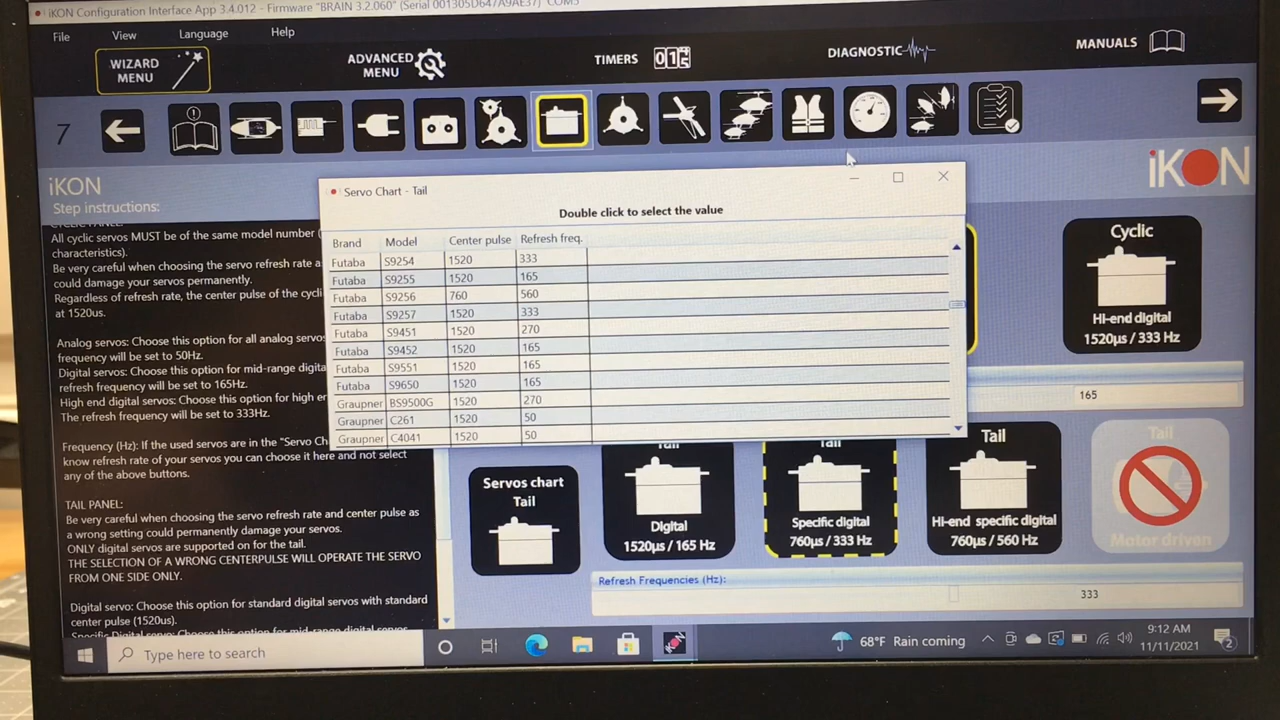 iKON Configuration Interface App 3.4.012 - Firmware "BRAIN 3.2.060" (Serial 001305D647A9AE37) COM5
File View Language Help
WIZARD MENU
ADVANCED MENU
TIMERS
DIAGNOSTIC
MANUALS
7
iKON
Step instructions:
iKON
All cyclic servos MUST be of the same model number (
characteristics).
Be very careful when choosing the servo refresh rate as
could damage your servos permanently.
Regardless of refresh rate, the center pulse of the cycli
at 1520us.
Analog servos: Choose this option for all analog servo
frequency will be set to 50Hz.
Digital servos: Choose this option for mid-range digita
refresh frequency will be set to 165Hz.
High end digital servos: Choose this option for high e
The refresh frequency will be set to 333Hz.
Frequency (Hz): If the used servos are in the "Servo Ch
know refresh rate of your servos you can choose it here and not select
any of the above buttons.
TAIL PANEL:
Be very careful when choosing the servo refresh rate and center pulse as
a wrong setting could permanently damage your servos.
ONLY digital servos are supported on for the tail.
THE SELECTION OF A WRONG CENTERPULSE WILL OPERATE THE SERVO
FROM ONE SIDE ONLY.
Digital servo: Choose this option for standard digital servos with standard
center pulse (1520us).
Specific Digital servo: Choose this option for mid-range digital servos
Servo Chart - Tail
Double click to select the value
Brand Model Center pulse Refresh freq.
Futaba S9254 1520 333
Futaba S9255 1520 165
Futaba S9256 760 560
Futaba S9257 1520 333
Futaba S9451 1520 270
Futaba S9452 1520 165
Futaba S9551 1520 165
Futaba S9650 1520 165
Graupner BS9500G 1520 270
Graupner C261 1520 50
Graupner C4041 1520 50
Cyclic
Hi-end digital
1520µs / 333 Hz
165
Servos chart
Tail
Tail
Digital
1520µs / 165 Hz
Tail
Specific digital
760µs / 333 Hz
Tail
Hi-end specific digital
760µs / 560 Hz
Tail
Motor driven
Refresh Frequencies (Hz):
333
Type here to search
68°F Rain coming
9:12 AM
11/11/2021
2